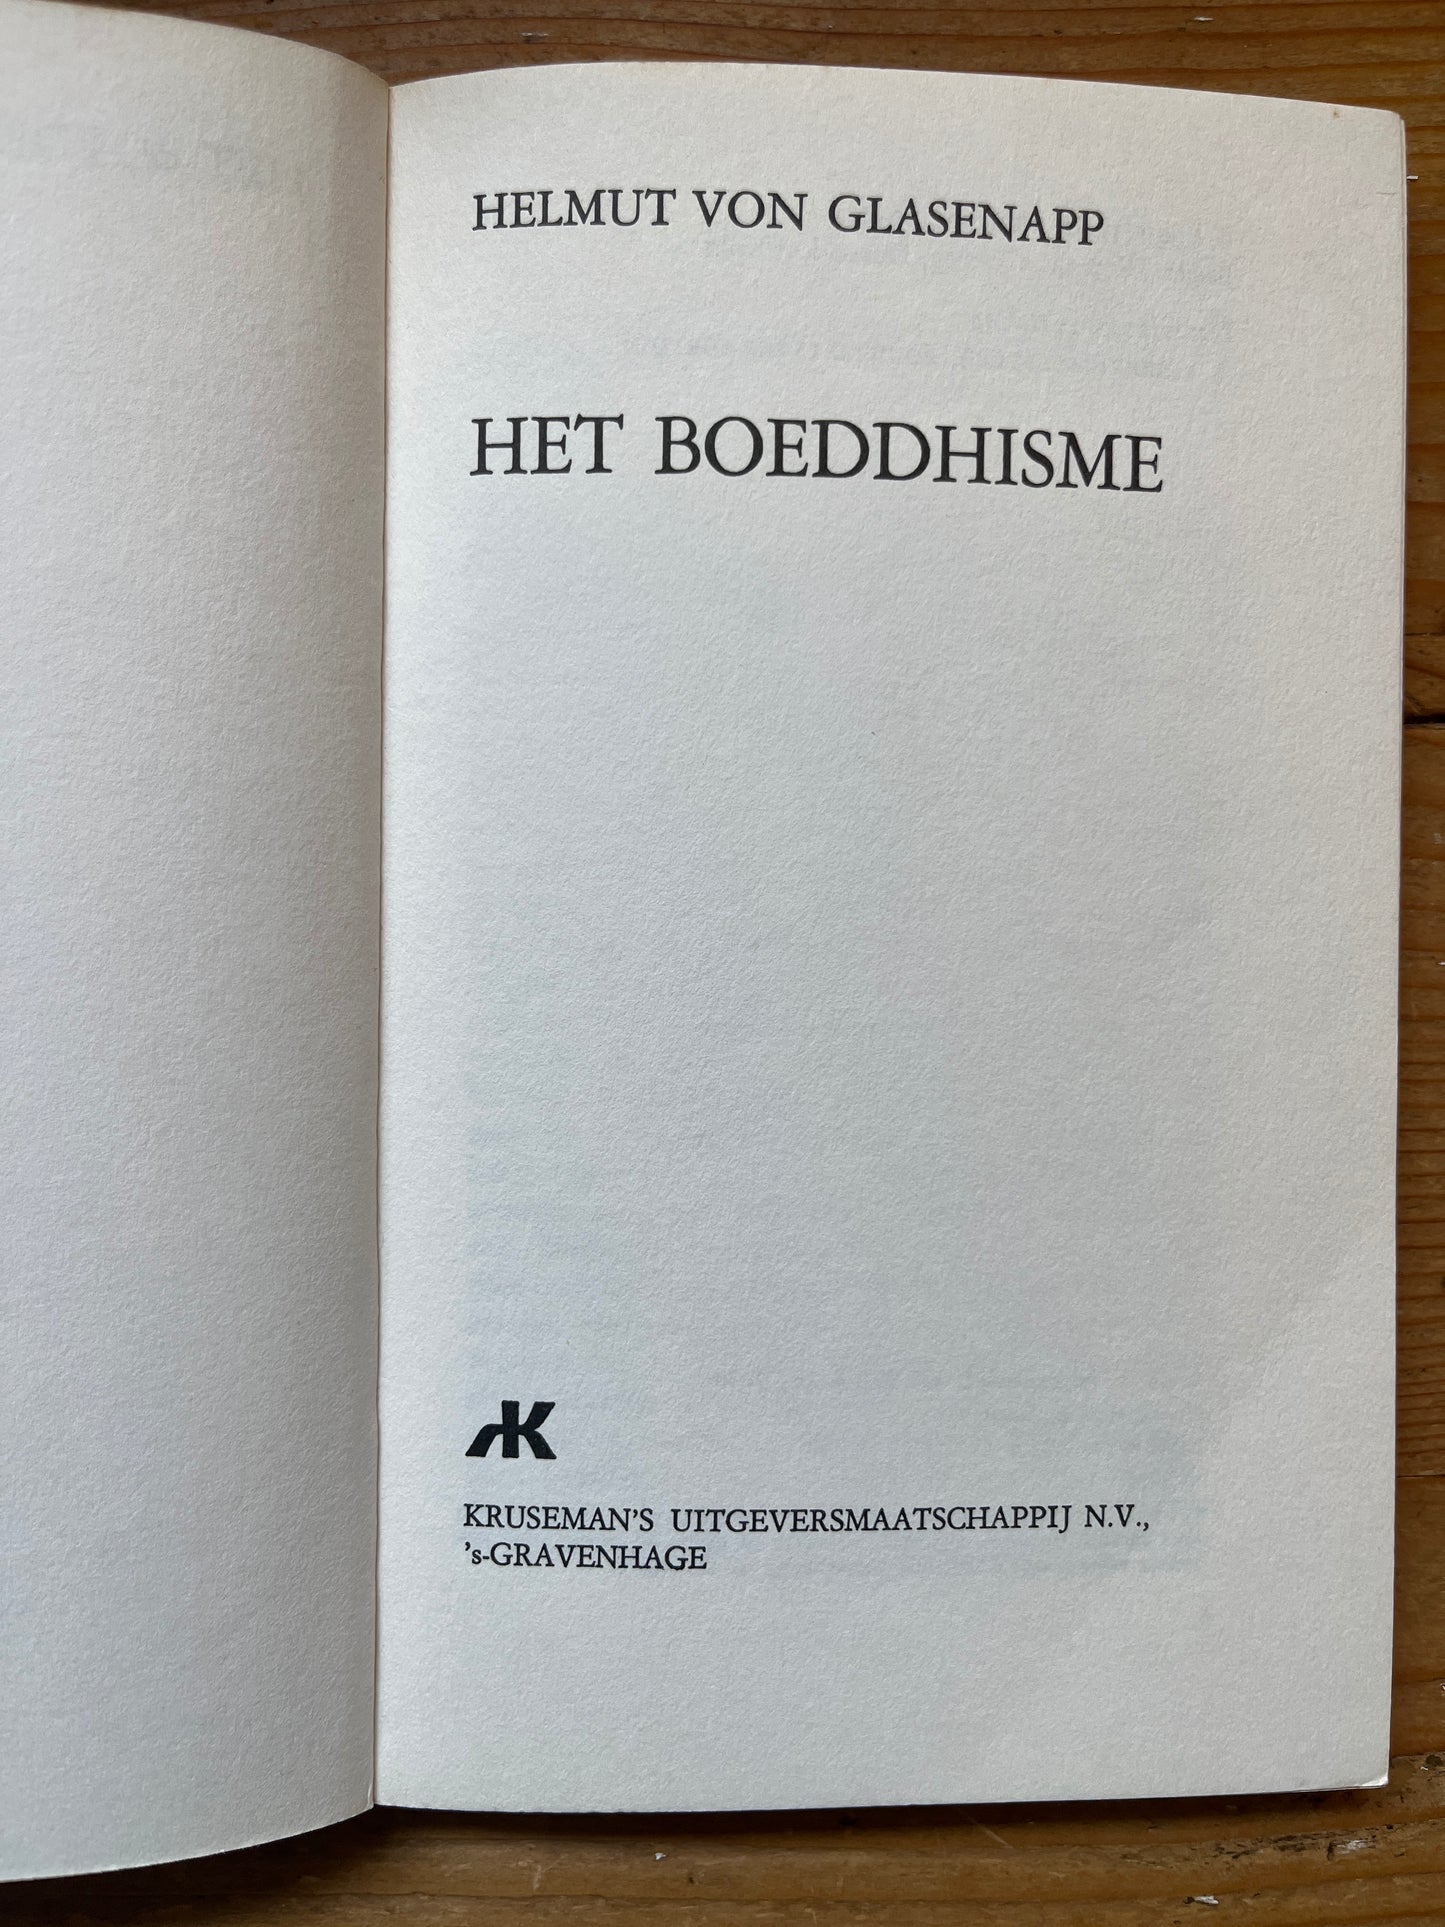 HELMUT VON GLASENAPP
HET BOEDDHISME
K
KRUSEMAN'S UITGEVERSMAATSCHAPPIJ N.V.,
's-GRAVENHAGE